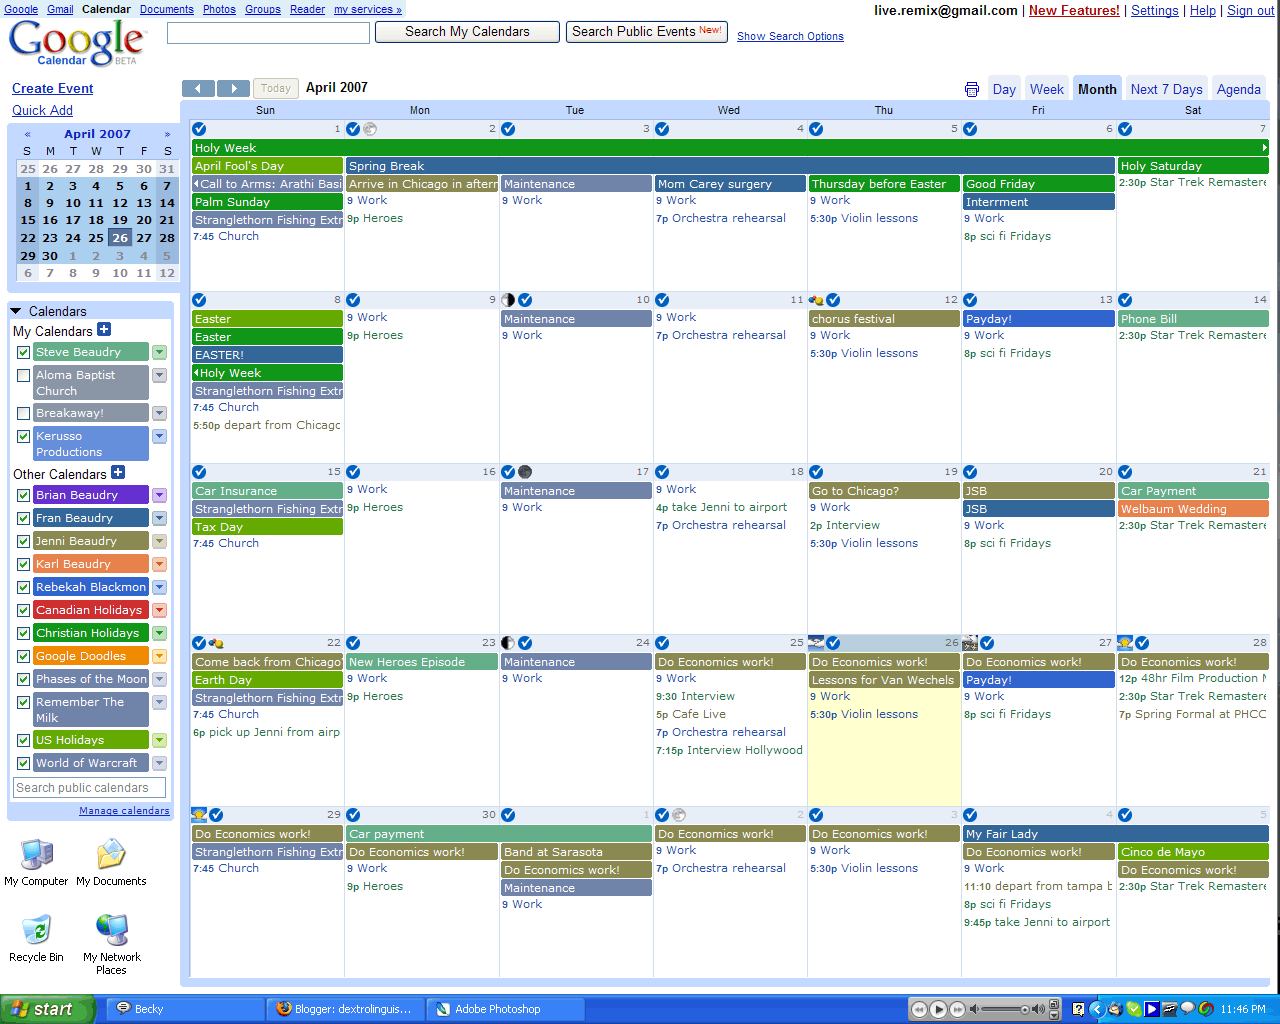 Google Gmail Calendar Documents Photos Groups Reader my services »
live.remix@gmail.com | New Features! | Settings | Help | Sign out
Google
Calendar BETA
Search My Calendars
Search Public Events New!
Show Search Options
Create Event
Quick Add
Today
April 2007
Day Week Month Next 7 Days Agenda
« April 2007 »
S M T W T F S
25 26 27 28 29 30 31
1 2 3 4 5 6 7
8 9 10 11 12 13 14
15 16 17 18 19 20 21
22 23 24 25 26 27 28
29 30 1 2 3 4 5
6 7 8 9 10 11 12
Calendars
My Calendars
Steve Beaudry
Aloma Baptist
Church
Breakaway!
Kerusso
Productions
Other Calendars
Brian Beaudry
Fran Beaudry
Jenni Beaudry
Karl Beaudry
Rebekah Blackmon
Canadian Holidays
Christian Holidays
Google Doodles
Phases of the Moon
Remember The
Milk
US Holidays
World of Warcraft
Search public calendars
Manage calendars
My Computer
My Documents
Recycle Bin
My Network
Places
Sun Mon Tue Wed Thu Fri Sat
1 2 3 4 5 6 7
Holy Week
April Fool's Day Spring Break Holy Saturday
Call to Arms: Arathi Basi Arrive in Chicago in aftern Maintenance Mom Carey surgery Thursday before Easter Good Friday 2:30p Star Trek Remastere
Palm Sunday 9 Work 9 Work 9 Work 9 Work Interrment
Stranglethorn Fishing Extr 9p Heroes 7p Orchestra rehearsal 5:30p Violin lessons 9 Work
7:45 Church 8p sci fi Fridays
8 9 10 11 12 13 14
Easter 9 Work Maintenance 9 Work chorus festival Payday! Phone Bill
Easter 9p Heroes 9 Work 7p Orchestra rehearsal 9 Work 9 Work 2:30p Star Trek Remastere
EASTER! 5:30p Violin lessons 8p sci fi Fridays
Holy Week
Stranglethorn Fishing Extr
7:45 Church
5:50p depart from Chicago
15 16 17 18 19 20 21
Car Insurance 9 Work Maintenance 9 Work Go to Chicago? JSB Car Payment
Stranglethorn Fishing Extr 9p Heroes 9 Work 4p take Jenni to airport 9 Work JSB Welbaum Wedding
Tax Day 7p Orchestra rehearsal 2p Interview 9 Work 2:30p Star Trek Remastere
7:45 Church 5:30p Violin lessons 8p sci fi Fridays
22 23 24 25 26 27 28
Come back from Chicago New Heroes Episode Maintenance Do Economics work! Do Economics work! Do Economics work! Do Economics work!
Earth Day 9 Work 9 Work 9 Work Lessons for Van Wechels Payday! 12p 48hr Film Production M
Stranglethorn Fishing Extr 9p Heroes 9:30 Interview 9 Work 9 Work 2:30p Star Trek Remastere
7:45 Church 5p Cafe Live 5:30p Violin lessons 8p sci fi Fridays 7p Spring Formal at PHCC
6p pick up Jenni from airp 7p Orchestra rehearsal
7:15p Interview Hollywood
29 30 1 2 3 4 5
Do Economics work! Car payment Do Economics work! Do Economics work! My Fair Lady
Stranglethorn Fishing Extr Do Economics work! Band at Sarasota 9 Work 9 Work Do Economics work! Cinco de Mayo
7:45 Church 9 Work Do Economics work! 7p Orchestra rehearsal 5:30p Violin lessons 9 Work Do Economics work!
9p Heroes Maintenance 11:10 depart from tampa b 2:30p Star Trek Remastere
9 Work 8p sci fi Fridays
9:45p take Jenni to airport
start Becky Blogger: dextrolinguis... Adobe Photoshop 11:46 PM